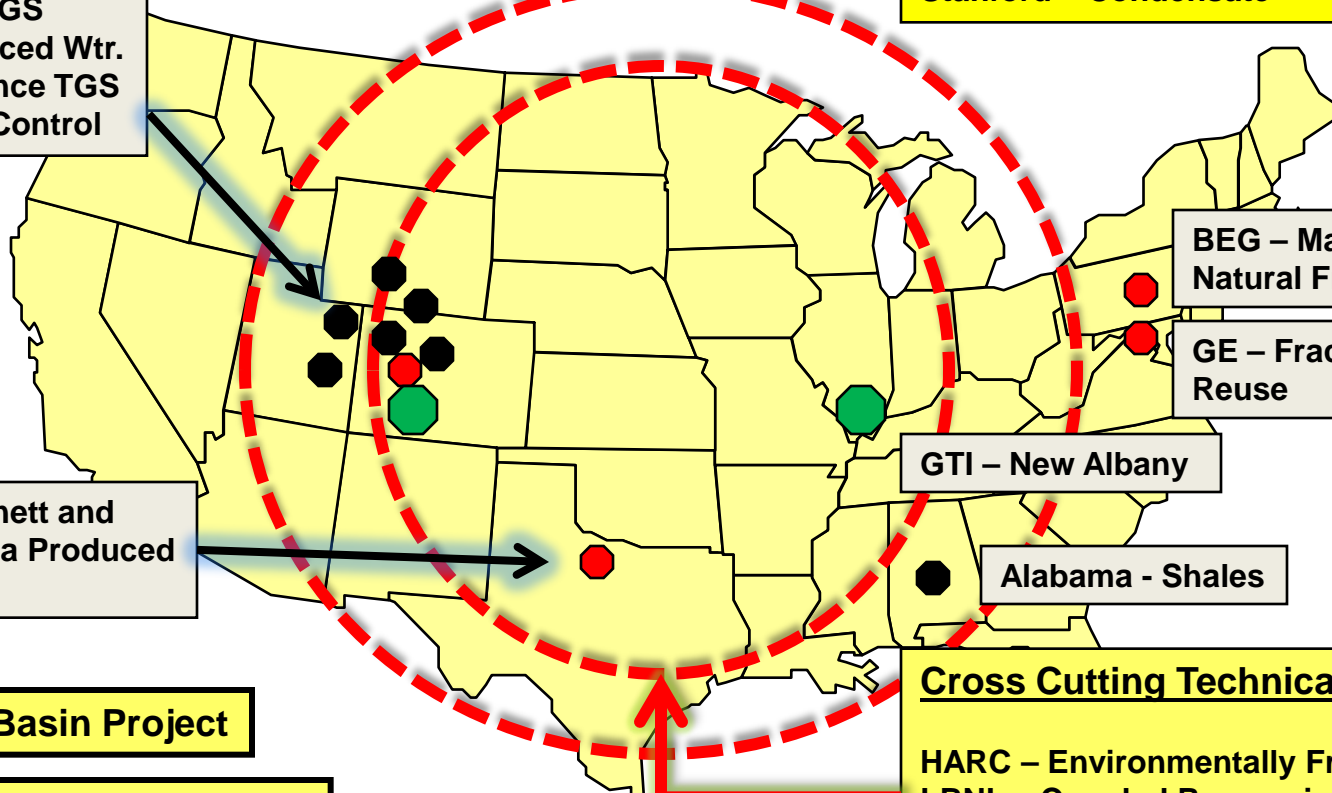 GS
ced Wtr.
nce TGS
Control
BEG – Ma
Natural F
GE – Frac
Reuse
GTI – New Albany
nett and
a Produced
Alabama - Shales
Basin Project
Cross Cutting Technica
HARC – Environmentally Fr